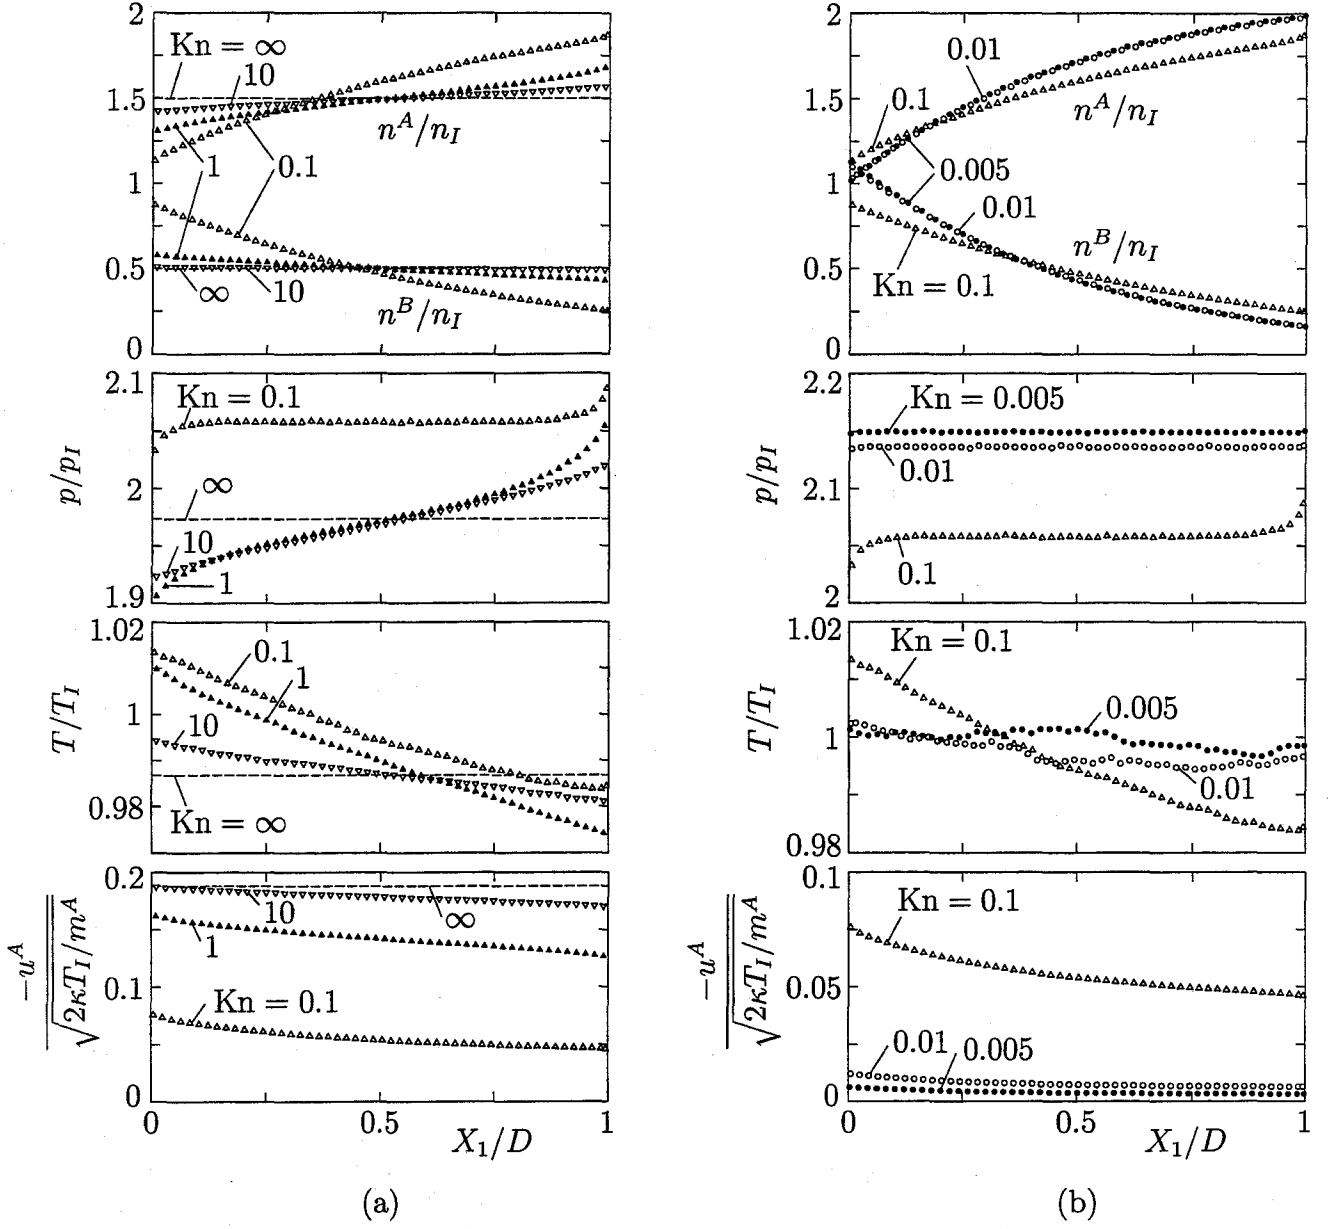 2
Kn = ∞
10
1.5
n^A/n_I
1
0.1
1
0.5
∞
10
n^B/n_I
0
2.1
Kn = 0.1
p/p_I
∞
2
10
1
1.9
1.02
0.1
1
T/T_I
1
10
0.98
Kn = ∞
0.2
10
∞
1
-u^A
√2κT_I/m^A
0.1
Kn = 0.1
0
0
0.5
1
X_1/D
(a)
2
0.01
1.5
0.1
n^A/n_I
1
0.005
0.01
n^B/n_I
0.5
Kn = 0.1
0
2.2
Kn = 0.005
p/p_I
0.01
2.1
0.1
2
1.02
Kn = 0.1
T/T_I
0.005
1
0.01
0.98
0.1
Kn = 0.1
-u^A
√2κT_I/m^A
0.05
0.01
0.005
0
0
0.5
1
X_1/D
(b)